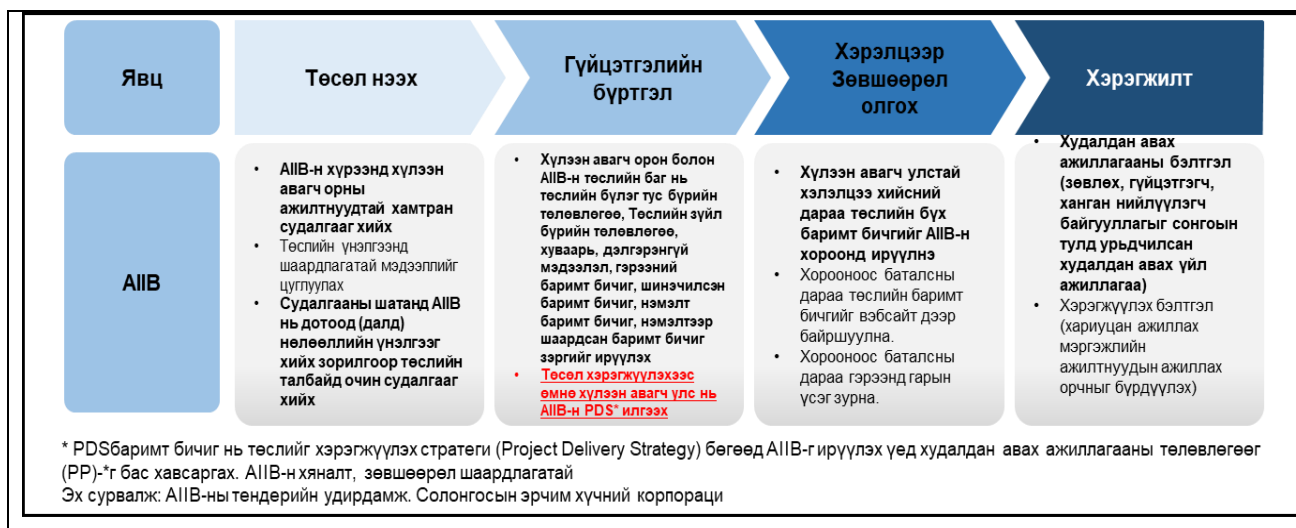 Явц
Төсөл нээх
Гүйцэтгэлийн
бүртгэл
Хэрэлцээр
Зөвшөөрөл
олгох
Хэрэгжилт
AIIB
• AIIB-н хүрээнд хүлээн
авагч орны
ажилтнуудтай хамтран
судалгааг хийх
• Төслийн үнэлгээнд
шаардлагатай мэдээллийг
цуглуулах
• Судалгааны шатанд AIIB
нь дотоод (далд)
нөлөөллийн үнэлгээг
хийх зорилгоор төслийн
талбайд очин судалгааг
хийх
• Хүлээн авагч орон болон
AIIB-н төслийн баг нь
төслийн бүлэг тус бүрийн
төлөвлөгөө, Төслийн зүйл
бүрийн төлөвлөгөө,
хуваарь, дэлгэрэнгүй
мэдээлэл, гэрээний
баримт бичиг, шинэчилсэн
баримт бичиг, нэмэлт
баримт бичиг, нэмэлтээр
шаардсан баримт бичиг
зэргийг ирүүлэх
• Төсөл хэрэгжүүлэхээс
өмнө хүлээн авагч улс нь
AIIB-н PDS* илгээх
• Хүлээн авагч улстай
хэлэлцээ хийсний
дараа төслийн бүх
баримт бичгийг AIIB-н
хороонд ирүүлнэ
• Хорооноос баталсны
дараа төслийн баримт
бичгийг вэбсайт дээр
байршуулна.
• Хорооноос баталсны
дараа гэрээнд гарын
үсэг зурна.
• Худалдан авах
ажиллагааны бэлтгэл
(зөвлөх, гүйцэтгэгч,
ханган нийлүүлэгч
байгууллагыг сонгоын
тулд урьдчилсан
худалдан авах үйл
ажиллагаа)
• Хэрэгжүүлэх бэлтгэл
(хариуцан ажиллах
мэргэжлийн
ажилтнуудын ажиллах
орчныг бүрдүүлэх)
* PDSбаримт бичиг нь төслийг хэрэгжүүлэх стратеги (Project Delivery Strategy) бөгөөд AIIB-г ирүүлэх үед худалдан авах ажиллагааны төлөвлөгөөг
(PP)-*г бас хавсаргах. AIIB-н хяналт, зөвшөөрөл шаардлагатай
Эх сурвалж: AIIB-ны тендерийн удирдамж. Солонгосын эрчим хүчний корпораци